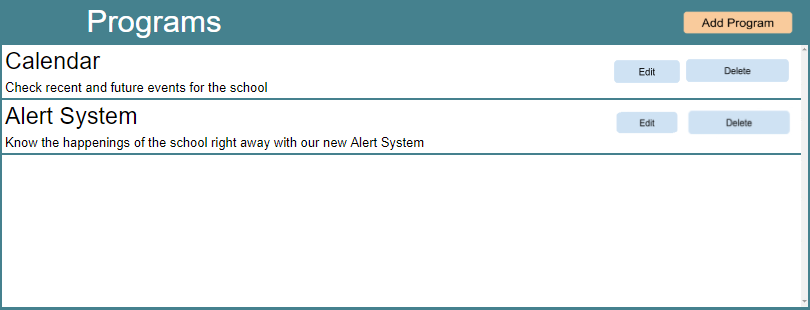 Programs
Add Program
Calendar
Edit
Delete
Check recent and future events for the school
Alert System
Edit
Delete
Know the happenings of the school right away with our new Alert System